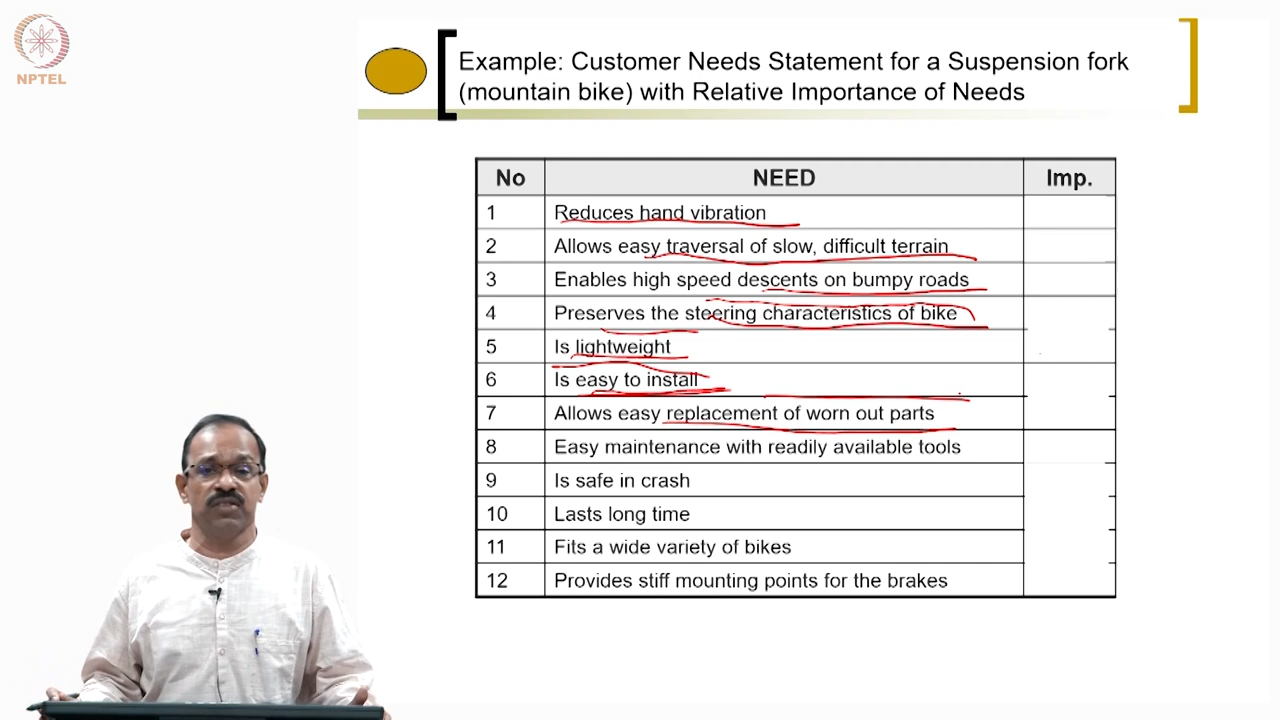 NPTEL
Example: Customer Needs Statement for a Suspension fork
(mountain bike) with Relative Importance of Needs
No NEED Imp.
1 Reduces hand vibration
2 Allows easy traversal of slow, difficult terrain
3 Enables high speed descents on bumpy roads
4 Preserves the steering characteristics of bike
5 Is lightweight
6 Is easy to install
7 Allows easy replacement of worn out parts
8 Easy maintenance with readily available tools
9 Is safe in crash
10 Lasts long time
11 Fits a wide variety of bikes
12 Provides stiff mounting points for the brakes